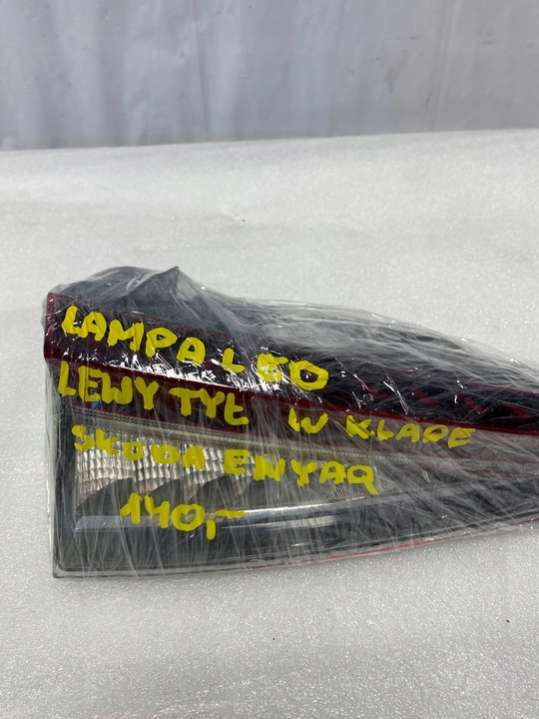 LAMPA LED
LEWY TYŁ W KLAPE
SKODA ENYAQ
140,-